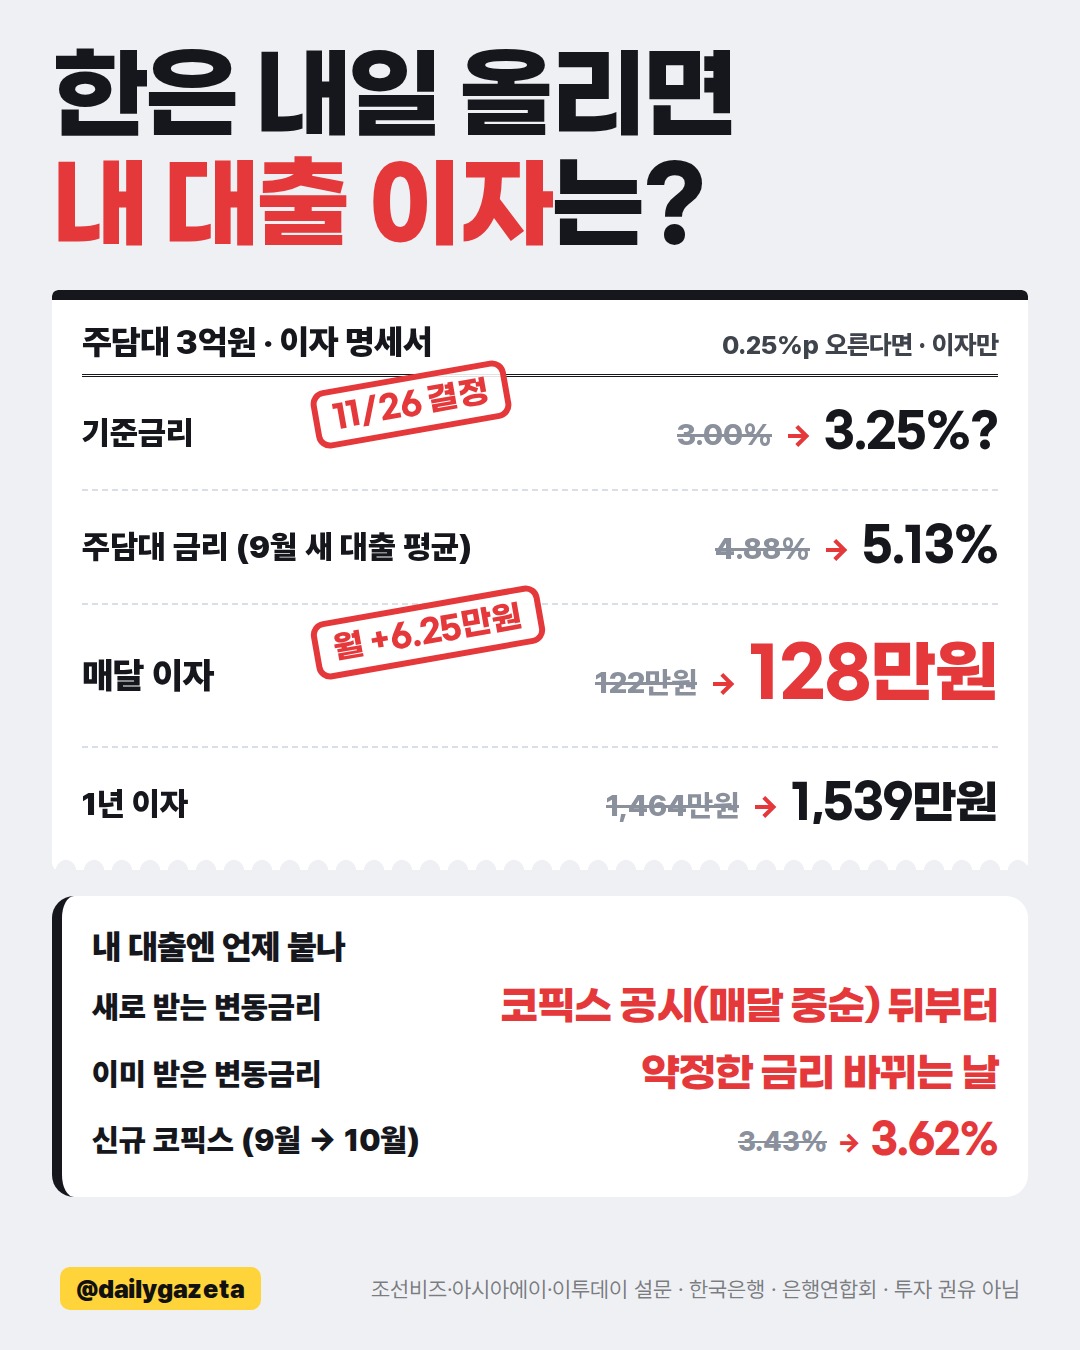 한은 내일 올리면
내 대출 이자는?
주담대 3억원 · 이자 명세서
0.25%p 오른다면 · 이자만
11/26 결정
기준금리
3.00% → 3.25%?
주담대 금리 (9월 새 대출 평균)
4.88% → 5.13%
월 +6.25만원
매달 이자
122만원 → 128만원
1년 이자
1,464만원 → 1,539만원
내 대출엔 언제 붙나
새로 받는 변동금리
코픽스 공시(매달 중순) 뒤부터
이미 받은 변동금리
약정한 금리 바뀌는 날
신규 코픽스 (9월 → 10월)
3.43% → 3.62%
@dailygazeta
조선비즈·아시아에이·이투데이 설문 · 한국은행 · 은행연합회 · 투자 권유 아님